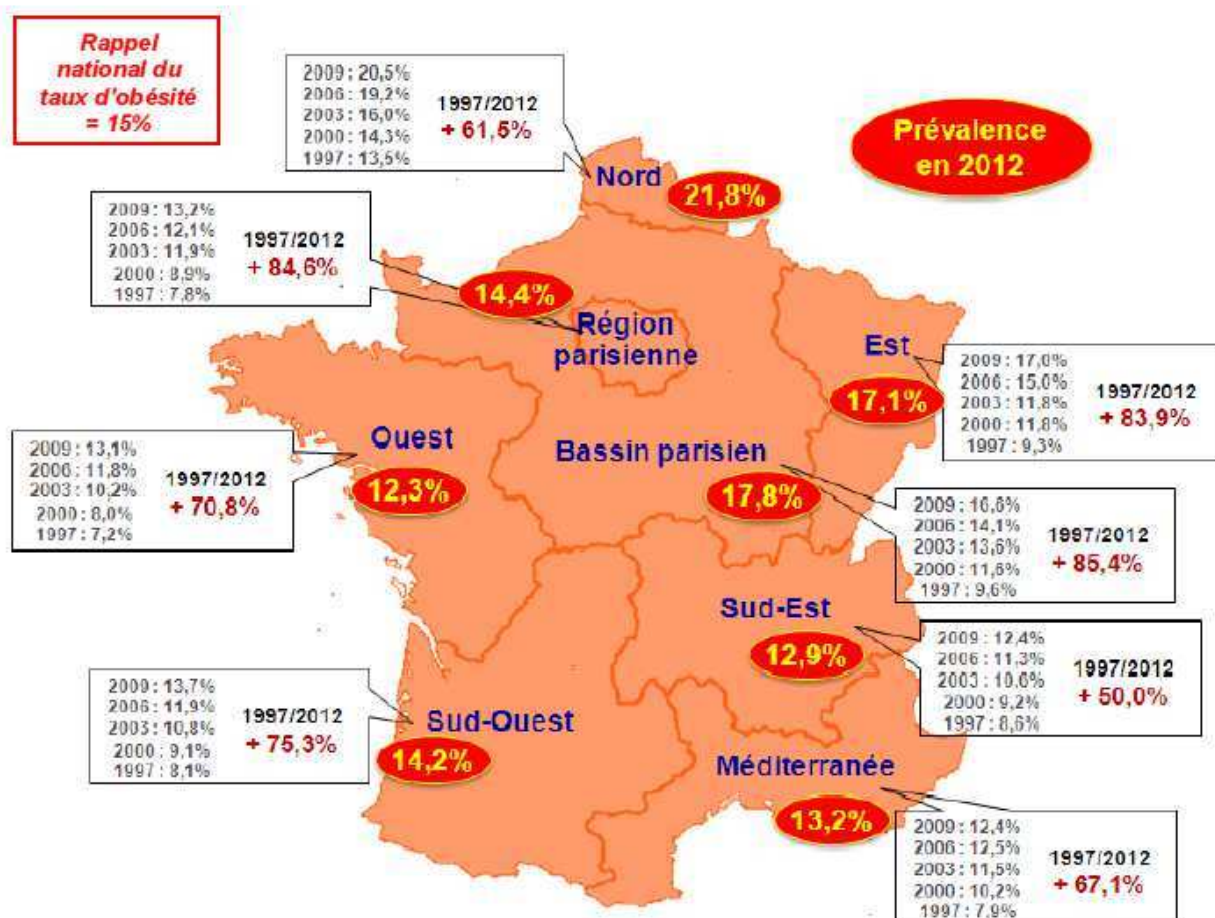 Rappel
national du
taux d'obésité
= 15%
2009 : 20,5%
2006 : 19,2%
2003 : 16,0%
2000 : 14,3%
1997 : 13,5%
1997/2012
+ 61,5%
Nord
21,8%
Prévalence
en 2012
2009 : 13,2%
2006 : 12,1%
2003 : 11,9%
2000 : 8,9%
1997 : 7,8%
1997/2012
+ 84,6%
14,4%
Région
parisienne
Est
17,1%
2009 : 17,0%
2006 : 15,0%
2003 : 11,8%
2000 : 11,8%
1997 : 9,3%
1997/2012
+ 83,9%
2009 : 13,1%
2006 : 11,8%
2003 : 10,2%
2000 : 8,0%
1997 : 7,2%
1997/2012
+ 70,8%
Ouest
12,3%
Bassin parisien
17,8%
2009 : 16,6%
2006 : 14,1%
2003 : 13,6%
2000 : 11,6%
1997 : 9,6%
1997/2012
+ 85,4%
Sud-Est
12,9%
2009 : 12,4%
2006 : 11,3%
2003 : 10,6%
2000 : 9,2%
1997 : 8,6%
1997/2012
+ 50,0%
2009 : 13,7%
2006 : 11,9%
2003 : 10,8%
2000 : 9,1%
1997 : 8,1%
1997/2012
+ 75,3%
Sud-Ouest
14,2%
Méditerranée
13,2%
2009 : 12,4%
2006 : 12,5%
2003 : 11,5%
2000 : 10,2%
1997 : 7,9%
1997/2012
+ 67,1%